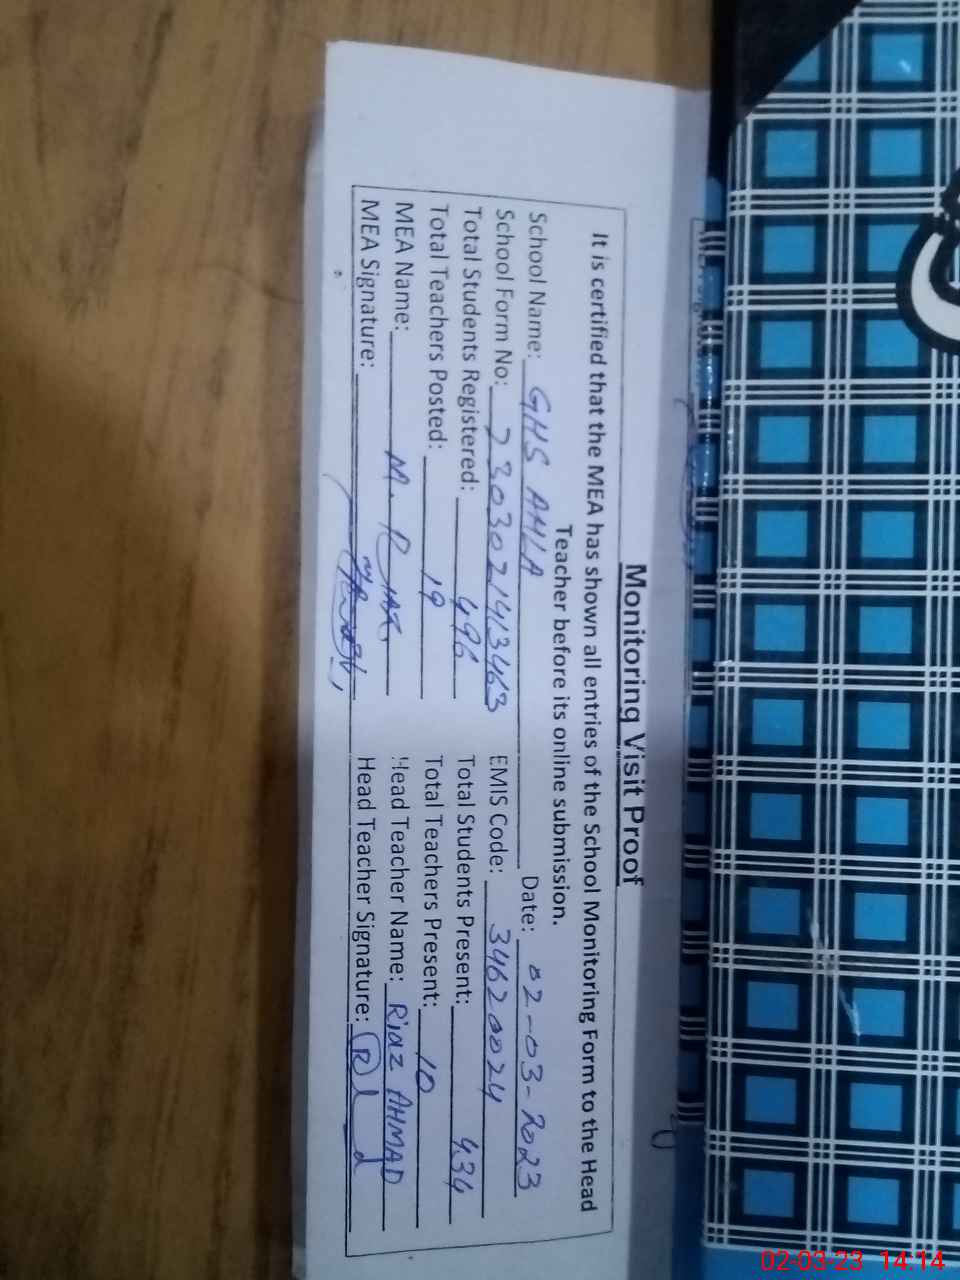 Monitoring Visit Proof
It is certified that the MEA has shown all entries of the School Monitoring Form to the Head
Teacher before its online submission.
School Name: GHS AMLA Date: 02-03-2023
School Form No: 2303021413463 EMIS Code: 34620024
Total Students Registered: 496 Total Students Present: 434
Total Teachers Posted: 19 Total Teachers Present: 10
MEA Name: M. Riaz Head Teacher Name: Riaz AHMAD
MEA Signature: Head Teacher Signature:
02-03-23 14:14